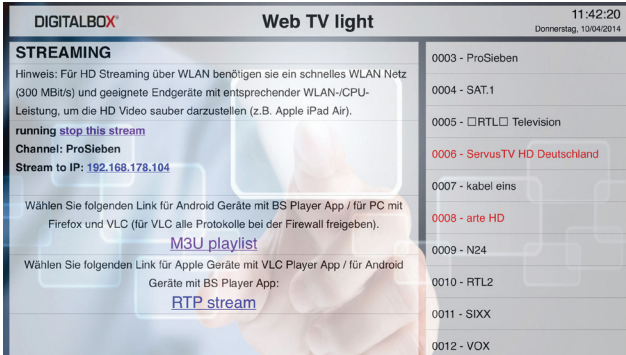 DIGITALBOX®
Web TV light
11:42:20
Donnerstag, 10/04/2014
STREAMING
Hinweis: Für HD Streaming über WLAN benötigen sie ein schnelles WLAN Netz
(300 MBit/s) und geeignete Endgeräte mit entsprechender WLAN-/CPU-
Leistung, um die HD Video sauber darzustellen (z.B. Apple iPad Air).
running stop this stream
Channel: ProSieben
Stream to IP: 192.168.178.104
Wählen Sie folgenden Link für Android Geräte mit BS Player App / für PC mit
Firefox und VLC (für VLC alle Protokolle bei der Firewall freigeben).
M3U playlist
Wählen Sie folgenden Link für Apple Geräte mit VLC Player App / für Android
Geräte mit BS Player App:
RTP stream
0003 - ProSieben
0004 - SAT.1
0005 - □RTL□ Television
0006 - ServusTV HD Deutschland
0007 - kabel eins
0008 - arte HD
0009 - N24
0010 - RTL2
0011 - SIXX
0012 - VOX